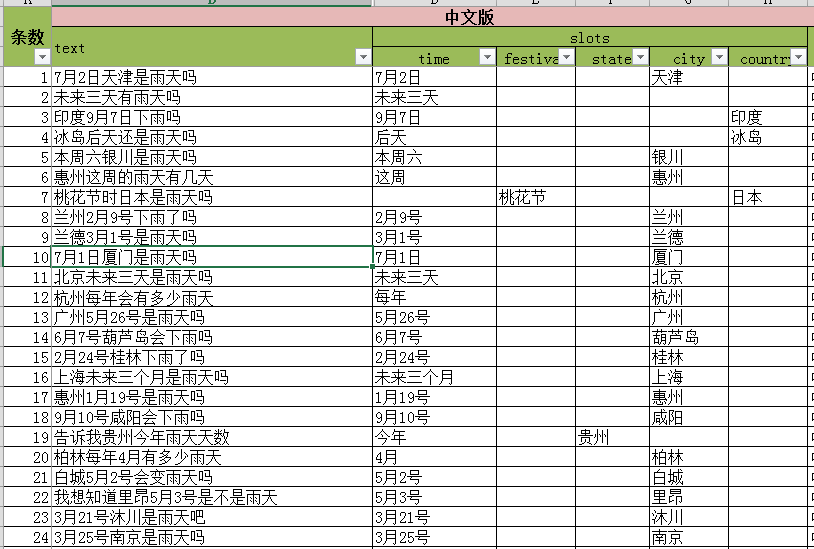 中文版
条数 text slots
time festiva state city country
1 7月2日天津是雨天吗 7月2日 天津
2 未来三天有雨天吗 未来三天
3 印度9月7日下雨吗 9月7日 印度
4 冰岛后天还是雨天吗 后天 冰岛
5 本周六银川是雨天吗 本周六 银川
6 惠州这周的雨天有几天 这周 惠州
7 桃花节时日本是雨天吗 桃花节 日本
8 兰州2月9号下雨了吗 2月9号 兰州
9 兰德3月1号是雨天吗 3月1号 兰德
10 7月1日厦门是雨天吗 7月1日 厦门
11 北京未来三天是雨天吗 未来三天 北京
12 杭州每年会有多少雨天 每年 杭州
13 广州5月26号是雨天吗 5月26号 广州
14 6月7号葫芦岛会下雨吗 6月7号 葫芦岛
15 2月24号桂林下雨了吗 2月24号 桂林
16 上海未来三个月是雨天吗 未来三个月 上海
17 惠州1月19号是雨天吗 1月19号 惠州
18 9月10号咸阳会下雨吗 9月10号 咸阳
19 告诉我贵州今年雨天天数 今年 贵州
20 柏林每年4月有多少雨天 4月 柏林
21 白城5月2号会变雨天吗 5月2号 白城
22 我想知道里昂5月3号是不是雨天 5月3号 里昂
23 3月21号沐川是雨天吧 3月21号 沐川
24 3月25号南京是雨天吗 3月25号 南京